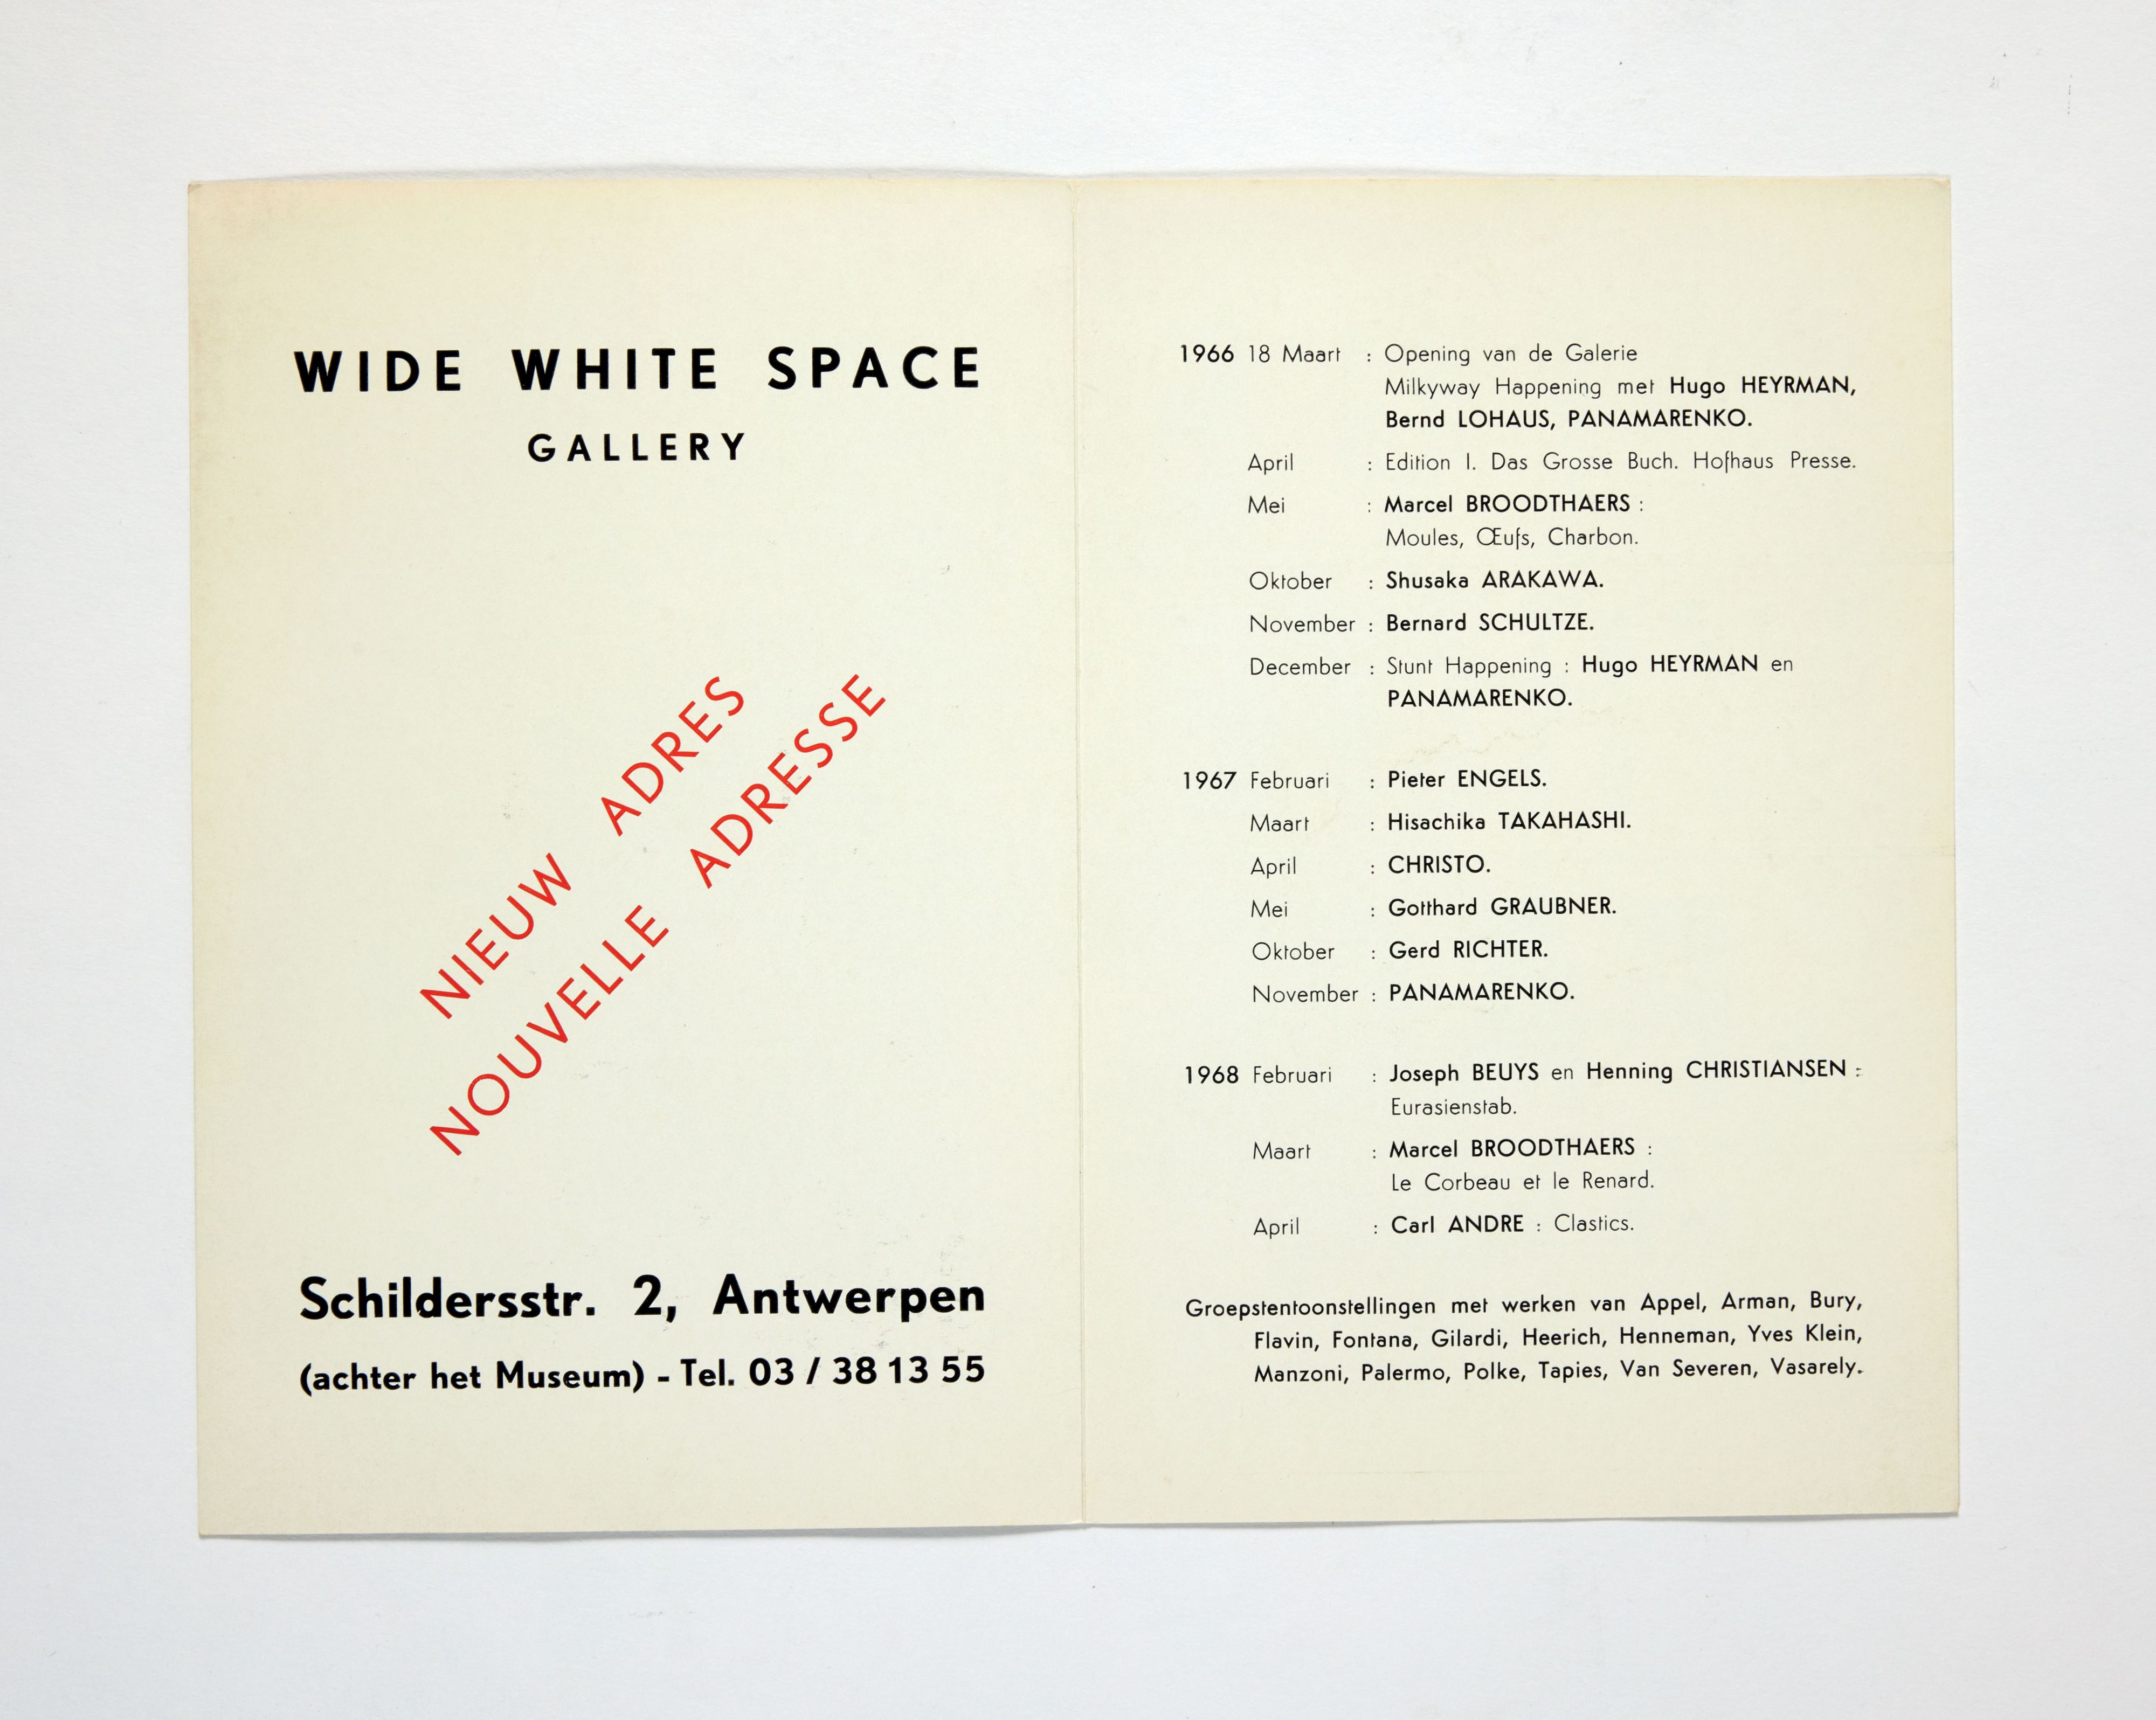 WIDE WHITE SPACE
GALLERY
NIEUW ADRES
NOUVELLE ADRESSE
Schildersstr. 2, Antwerpen
(achter het Museum) - Tel. 03 / 38 13 55
1966 18 Maart : Opening van de Galerie
Milkyway Happening met Hugo HEYRMAN,
Bernd LOHAUS, PANAMARENKO.
April : Edition I. Das Grosse Buch. Hofhaus Presse.
Mei : Marcel BROODTHAERS :
Moules, Œufs, Charbon.
Oktober : Shusaka ARAKAWA.
November : Bernard SCHULTZE.
December : Stunt Happening : Hugo HEYRMAN en
PANAMARENKO.
1967 Februari : Pieter ENGELS.
Maart : Hisachika TAKAHASHI.
April : CHRISTO.
Mei : Gotthard GRAUBNER.
Oktober : Gerd RICHTER.
November : PANAMARENKO.
1968 Februari : Joseph BEUYS en Henning CHRISTIANSEN :
Eurasienstab.
Maart : Marcel BROODTHAERS :
Le Corbeau et le Renard.
April : Carl ANDRE : Clastics.
Groepstentoonstellingen met werken van Appel, Arman, Bury,
Flavin, Fontana, Gilardi, Heerich, Henneman, Yves Klein,
Manzoni, Palermo, Polke, Tapies, Van Severen, Vasarely.